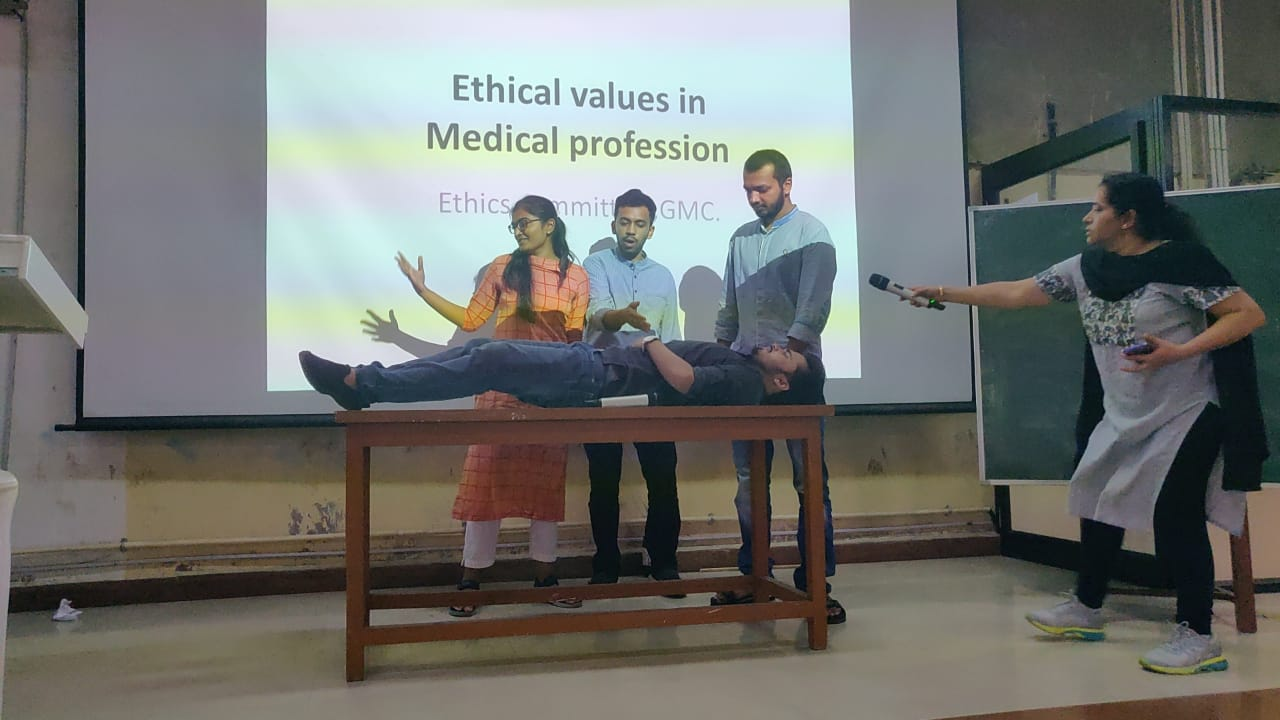 Ethical values in
Medical profession
Ethics GMC.